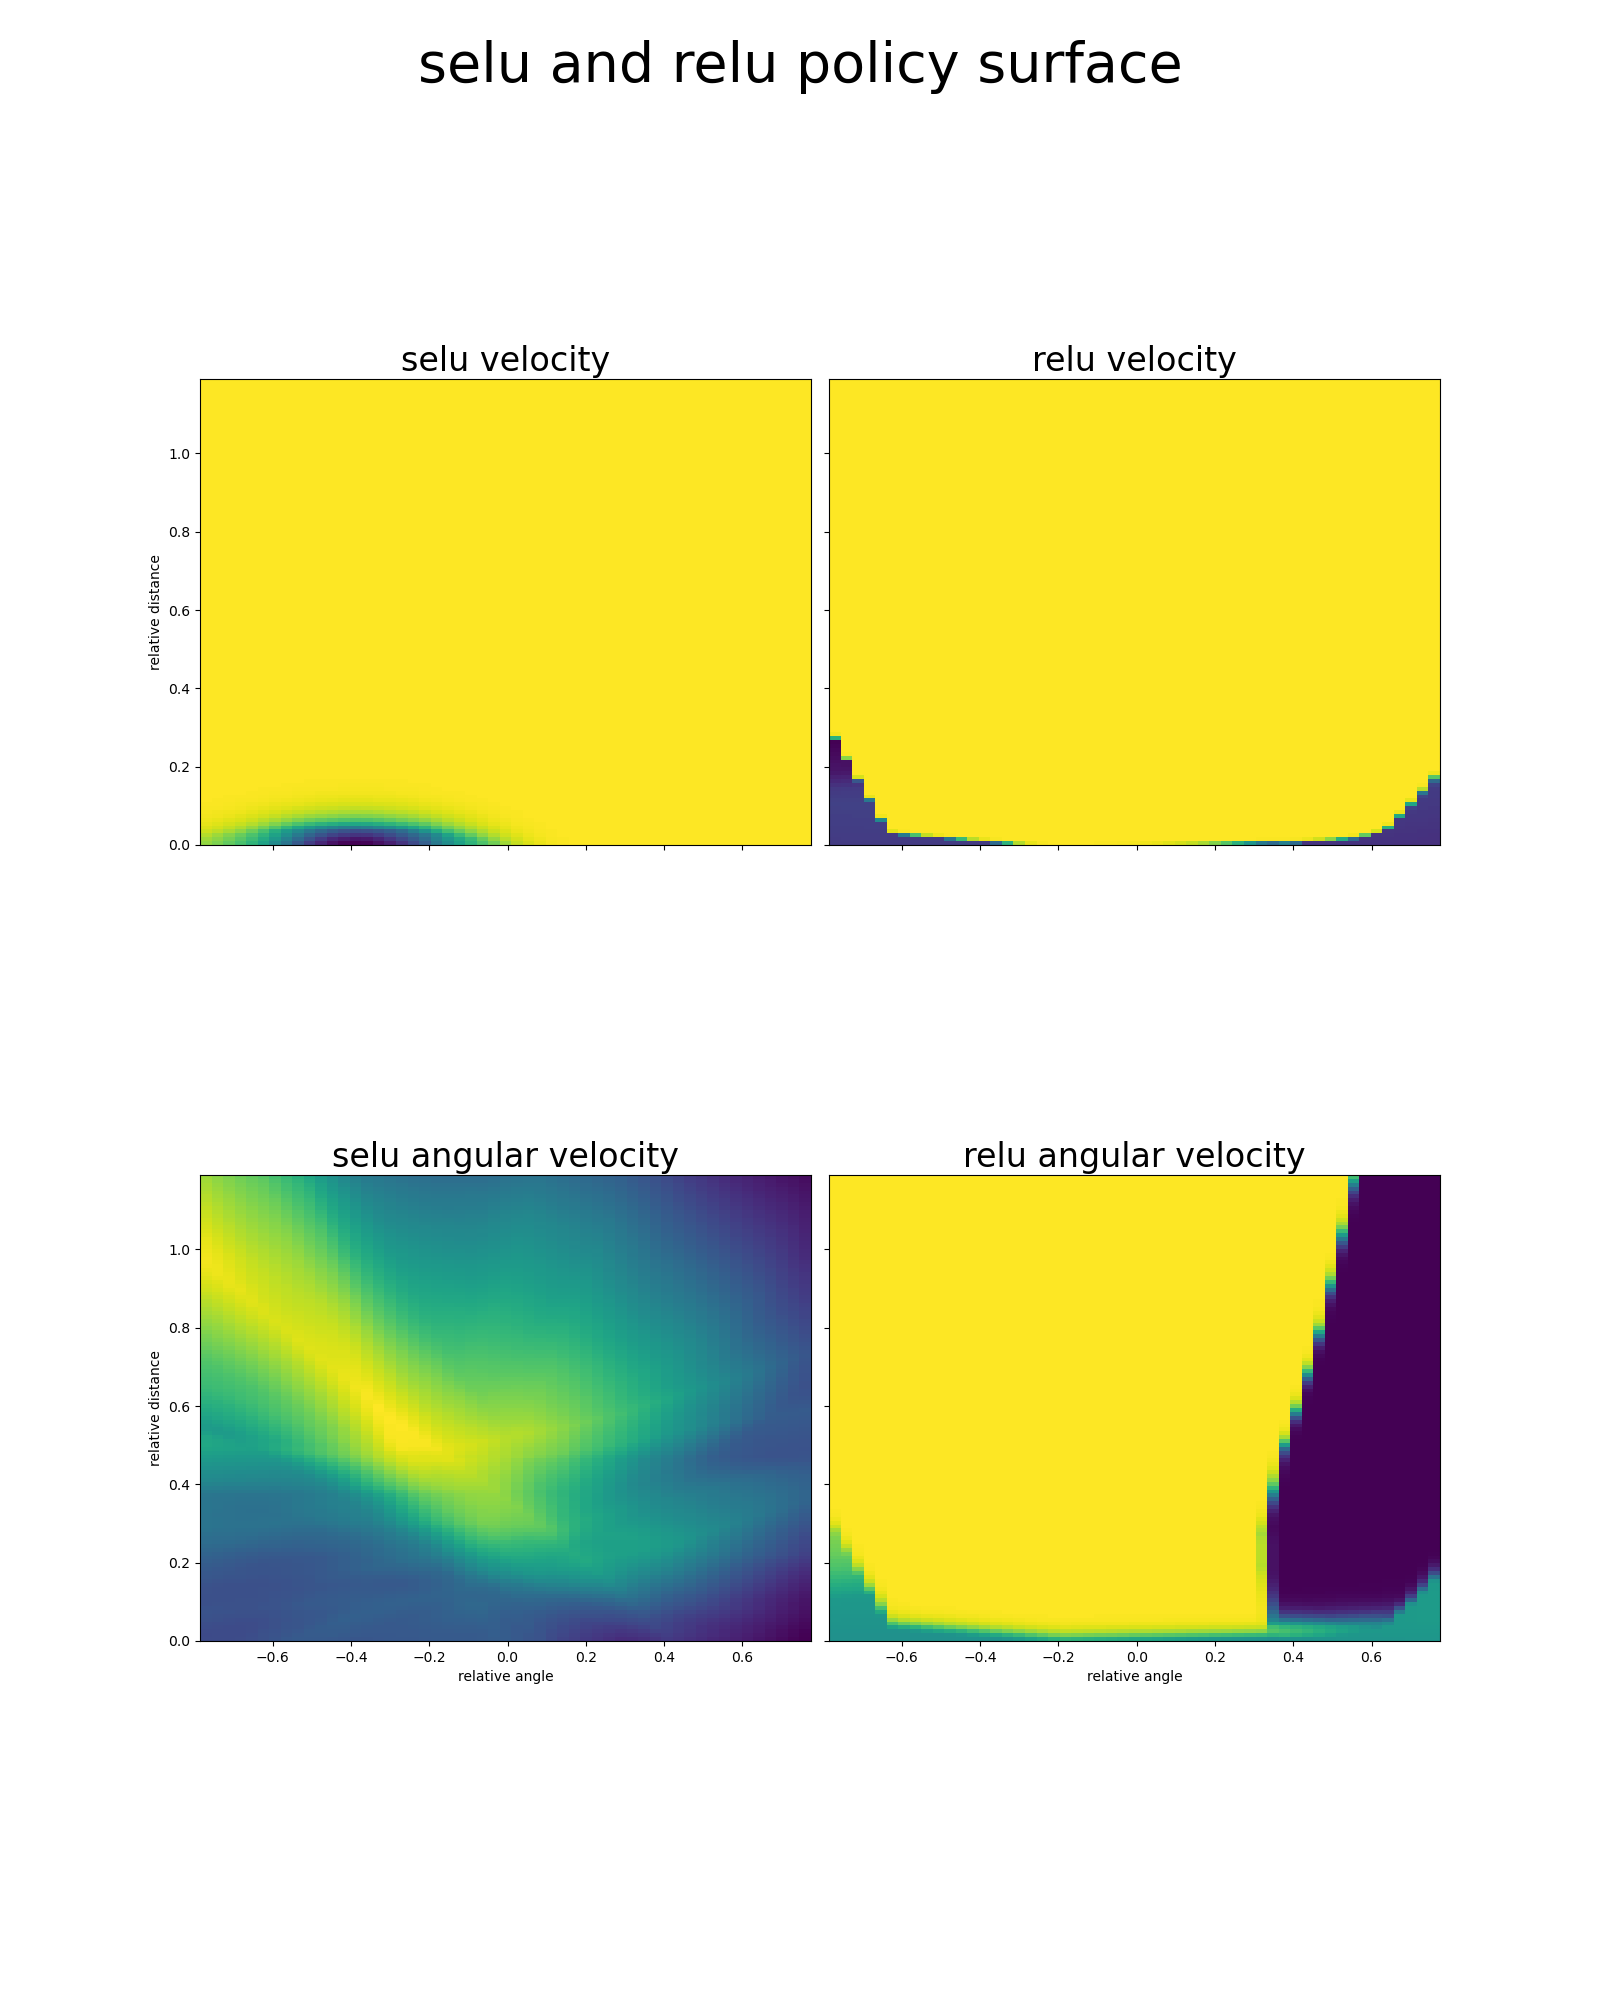 selu and relu policy surface
selu velocity
relu velocity
1.0
0.8
0.6
0.4
0.2
0.0
relative distance
selu angular velocity
relu angular velocity
1.0
0.8
0.6
0.4
0.2
0.0
relative distance
−0.6 −0.4 −0.2 0.0 0.2 0.4 0.6
relative angle
−0.6 −0.4 −0.2 0.0 0.2 0.4 0.6
relative angle